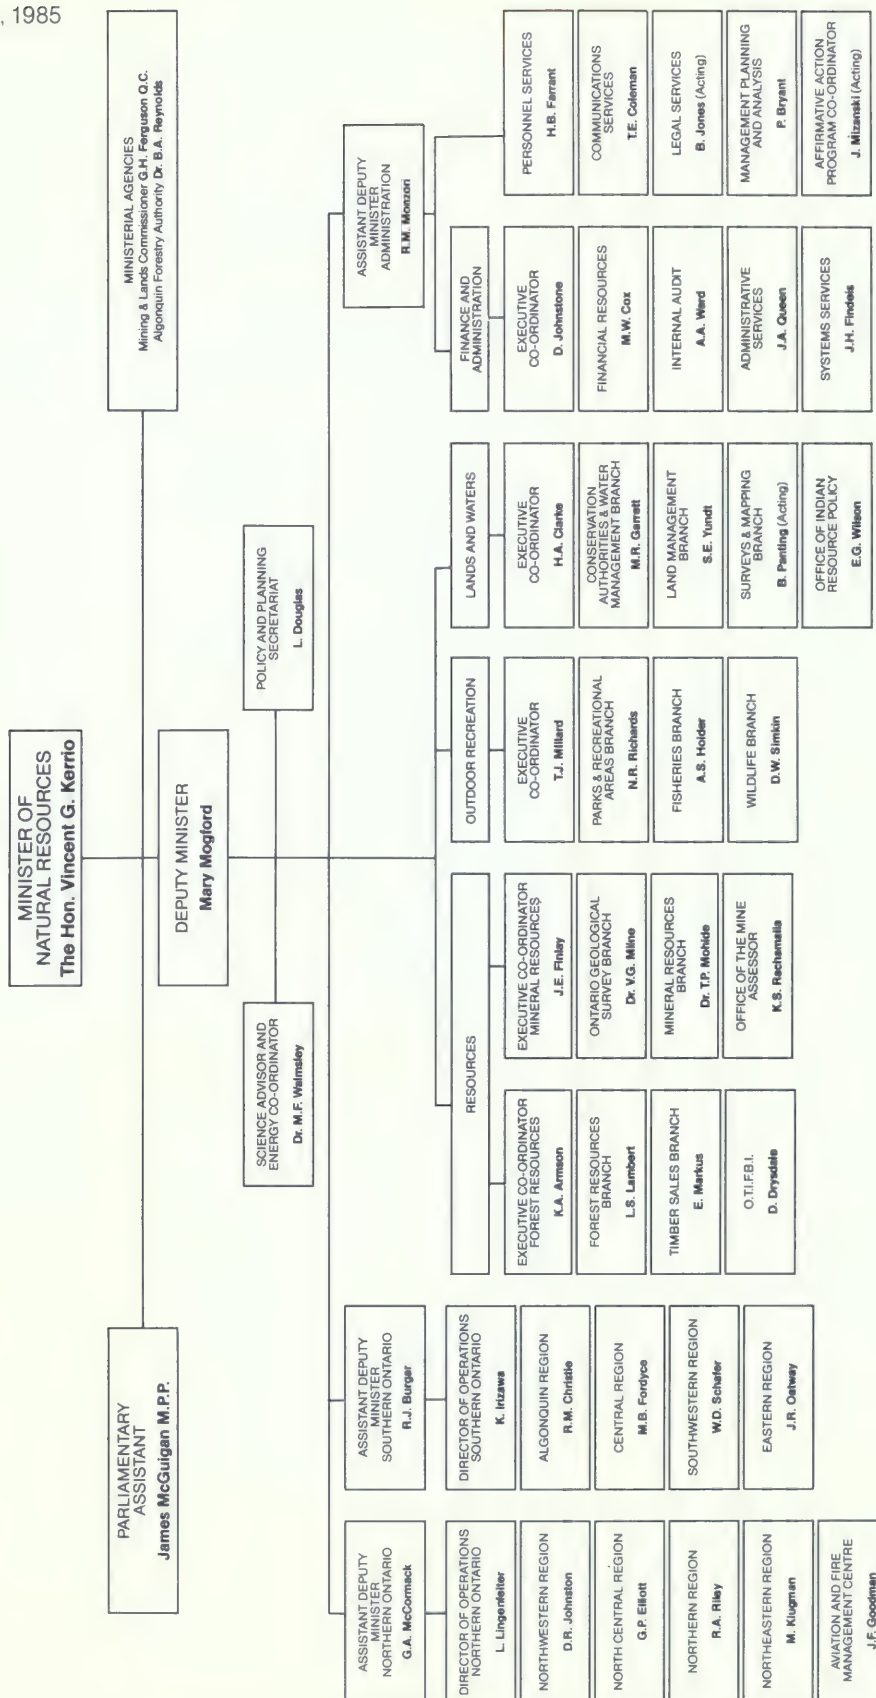 , 1985
MINISTER OF
NATURAL RESOURCES
The Hon. Vincent G. Kerrio
PARLIAMENTARY
ASSISTANT
James McGuigan M.P.P.
MINISTERIAL AGENCIES
Mining & Lands Commissioner G.H. Ferguson Q.C.
Algonquin Forestry Authority Dr. B.A. Reynolds
DEPUTY MINISTER
Mary Mogford
SCIENCE ADVISOR AND
ENERGY CO-ORDINATOR
Dr. M.F. Walmsley
POLICY AND PLANNING
SECRETARIAT
L. Douglas
ASSISTANT DEPUTY
MINISTER
NORTHERN ONTARIO
G.A. McCormack
DIRECTOR OF OPERATIONS
NORTHERN ONTARIO
L. Lingenfelter
NORTHWESTERN REGION
D.R. Johnston
NORTH CENTRAL REGION
G.P. Elliott
NORTHERN REGION
R.A. Riley
NORTHEASTERN REGION
M. Klugman
AVIATION AND FIRE
MANAGEMENT CENTRE
J.F. Goodman
ASSISTANT DEPUTY
MINISTER
SOUTHERN ONTARIO
R.J. Burgar
DIRECTOR OF OPERATIONS
SOUTHERN ONTARIO
K. Irizawa
ALGONQUIN REGION
R.M. Christie
CENTRAL REGION
M.B. Fordyce
SOUTHWESTERN REGION
W.D. Schafer
EASTERN REGION
J.R. Oatway
RESOURCES
EXECUTIVE CO-ORDINATOR
FOREST RESOURCES
K.A. Armson
FOREST RESOURCES
BRANCH
L.S. Lambert
TIMBER SALES BRANCH
E. Markus
O.T.I.F.B.I.
D. Drysdale
EXECUTIVE CO-ORDINATOR
MINERAL RESOURCES
J.E. Finlay
ONTARIO GEOLOGICAL
SURVEY BRANCH
Dr. V.G. Milne
MINERAL RESOURCES
BRANCH
Dr. T.P. Mohide
OFFICE OF THE MINE
ASSESSOR
K.S. Rachamalla
OUTDOOR RECREATION
EXECUTIVE
CO-ORDINATOR
T.J. Millard
PARKS & RECREATIONAL
AREAS BRANCH
N.R. Richards
FISHERIES BRANCH
A.S. Holder
WILDLIFE BRANCH
D.W. Simkin
LANDS AND WATERS
EXECUTIVE
CO-ORDINATOR
H.A. Clarke
CONSERVATION
AUTHORITIES & WATER
MANAGEMENT BRANCH
M.R. Garrett
LAND MANAGEMENT
BRANCH
S.E. Yundt
SURVEYS & MAPPING
BRANCH
B. Panting (Acting)
OFFICE OF INDIAN
RESOURCE POLICY
E.G. Wilson
ASSISTANT DEPUTY
MINISTER
ADMINISTRATION
R.M. Monzon
FINANCE AND
ADMINISTRATION
EXECUTIVE
CO-ORDINATOR
D. Johnstone
FINANCIAL RESOURCES
M.W. Cox
INTERNAL AUDIT
A.A. Ward
ADMINISTRATIVE
SERVICES
J.A. Queen
SYSTEMS SERVICES
J.H. Findeis
PERSONNEL SERVICES
H.B. Farrant
COMMUNICATIONS
SERVICES
T.E. Coleman
LEGAL SERVICES
B. Jones (Acting)
MANAGEMENT PLANNING
AND ANALYSIS
P. Bryant
AFFIRMATIVE ACTION
PROGRAM CO-ORDINATOR
J. Mizanski (Acting)